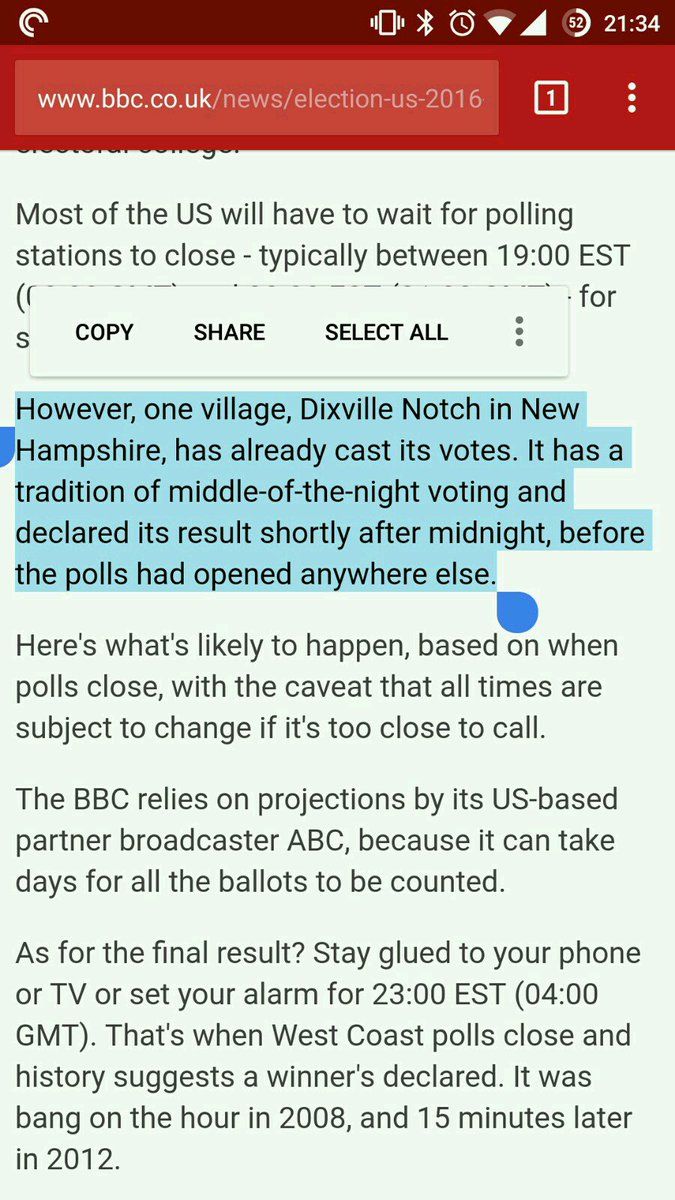 52 21:34
www.bbc.co.uk/news/election-us-2016
1
electoral college.
Most of the US will have to wait for polling
stations to close - typically between 19:00 EST
( - for
s
COPY SHARE SELECT ALL
However, one village, Dixville Notch in New
Hampshire, has already cast its votes. It has a
tradition of middle-of-the-night voting and
declared its result shortly after midnight, before
the polls had opened anywhere else.
Here's what's likely to happen, based on when
polls close, with the caveat that all times are
subject to change if it's too close to call.
The BBC relies on projections by its US-based
partner broadcaster ABC, because it can take
days for all the ballots to be counted.
As for the final result? Stay glued to your phone
or TV or set your alarm for 23:00 EST (04:00
GMT). That's when West Coast polls close and
history suggests a winner's declared. It was
bang on the hour in 2008, and 15 minutes later
in 2012.